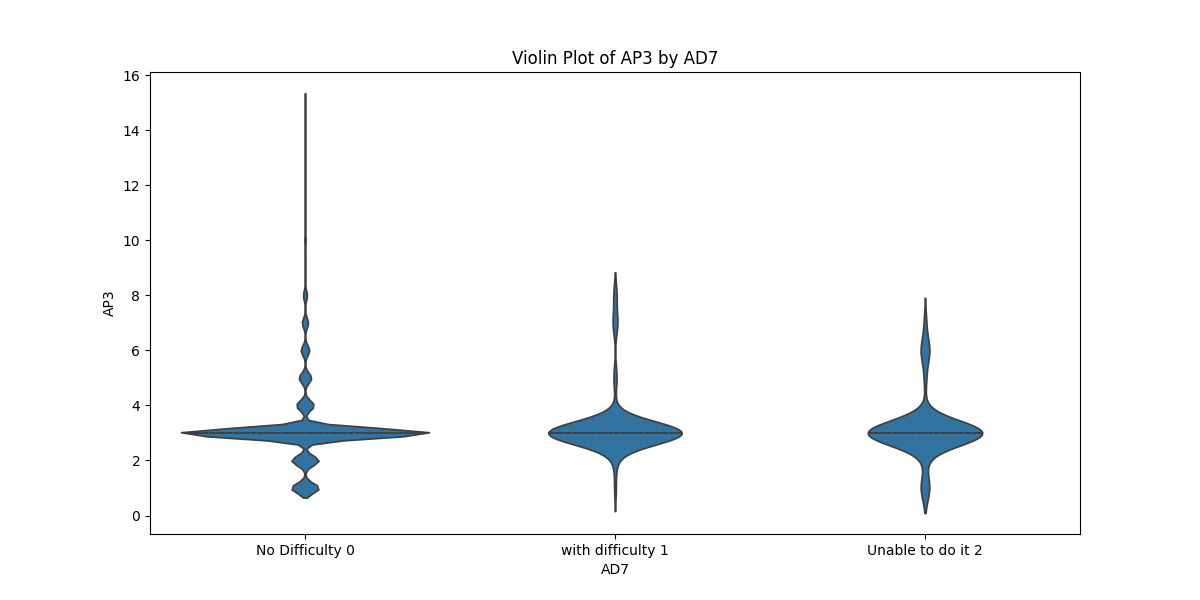 Violin Plot of AP3 by AD7
16
14
12
10
8
6
4
2
0
AP3
No Difficulty 0
with difficulty 1
Unable to do it 2
AD7